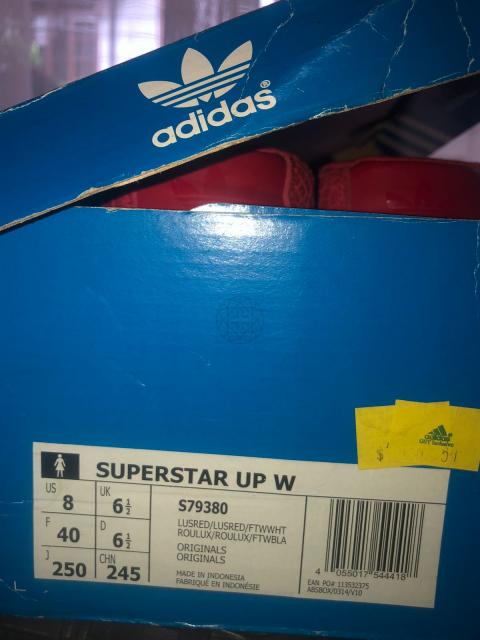 adidas®
adidas
$
SUPERSTAR UP W
US
8
UK
6½
S79380
LUSRED/LUSRED/FTWWHT
ROULUX/ROULUX/FTWBLA
F
40
D
6½
ORIGINALS
ORIGINALS
J
250
CHN
245
MADE IN INDONESIA
FABRIQUÉ EN INDONÉSIE
4 055017 544418
EAN PO# 113532375
ABSBOX/0314/V10